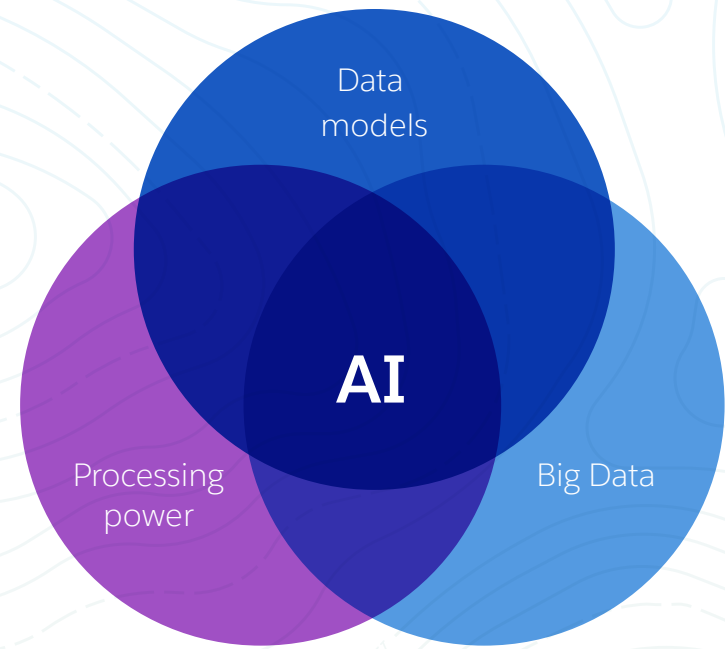 Data
models
AI
Processing
power
Big Data